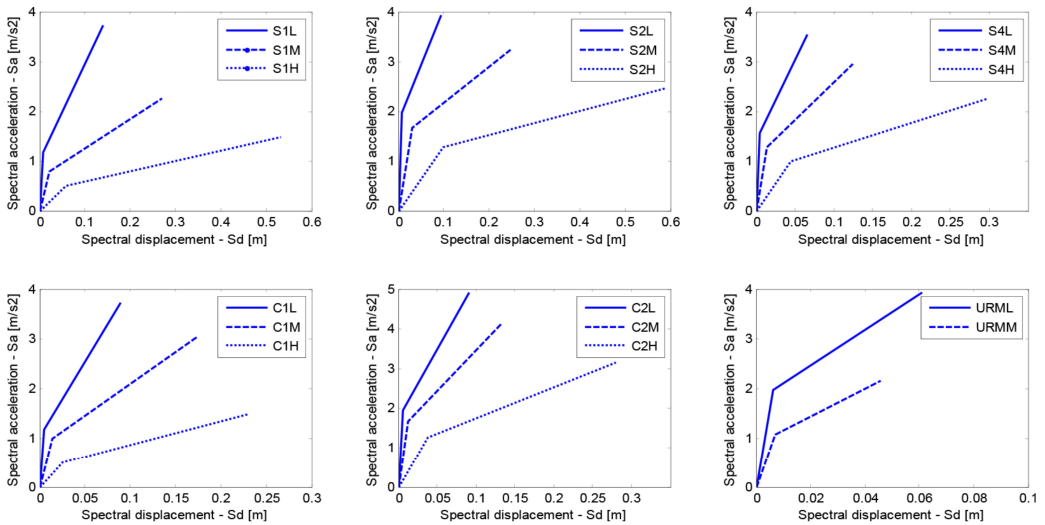 Spectral acceleration - Sa [m/s2]
4
3
2
1
0
S1L
S1M
S1H
0 0.1 0.2 0.3 0.4 0.5 0.6
Spectral displacement - Sd [m]
Spectral acceleration - Sa [m/s2]
4
3
2
1
0
S2L
S2M
S2H
0 0.1 0.2 0.3 0.4 0.5 0.6
Spectral displacement - Sd [m]
Spectral acceleration - Sa [m/s2]
4
3
2
1
0
S4L
S4M
S4H
0 0.05 0.1 0.15 0.2 0.25 0.3
Spectral displacement - Sd [m]
Spectral acceleration - Sa [m/s2]
4
3
2
1
0
C1L
C1M
C1H
0 0.05 0.1 0.15 0.2 0.25 0.3
Spectral displacement - Sd [m]
Spectral acceleration - Sa [m/s2]
5
4
3
2
1
0
C2L
C2M
C2H
0 0.05 0.1 0.15 0.2 0.25 0.3
Spectral displacement - Sd [m]
Spectral acceleration - Sa [m/s2]
4
3
2
1
0
URML
URMM
0 0.02 0.04 0.06 0.08 0.1
Spectral displacement - Sd [m]